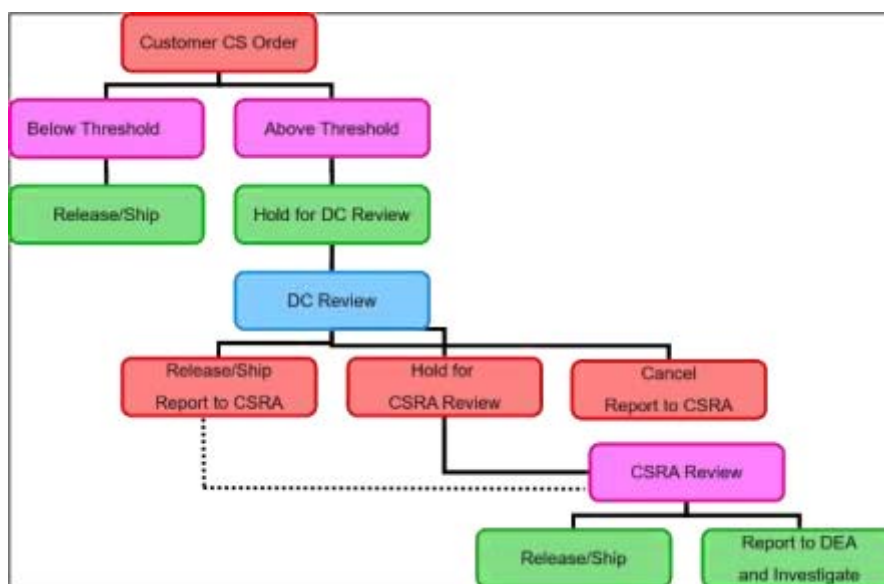 Customer CS Order
Below Threshold
Above Threshold
Release/Ship
Hold for DC Review
DC Review
Release/Ship
Report to CSRA
Hold for
CSRA Review
Cancel
Report to CSRA
CSRA Review
Release/Ship
Report to DEA
and Investigate